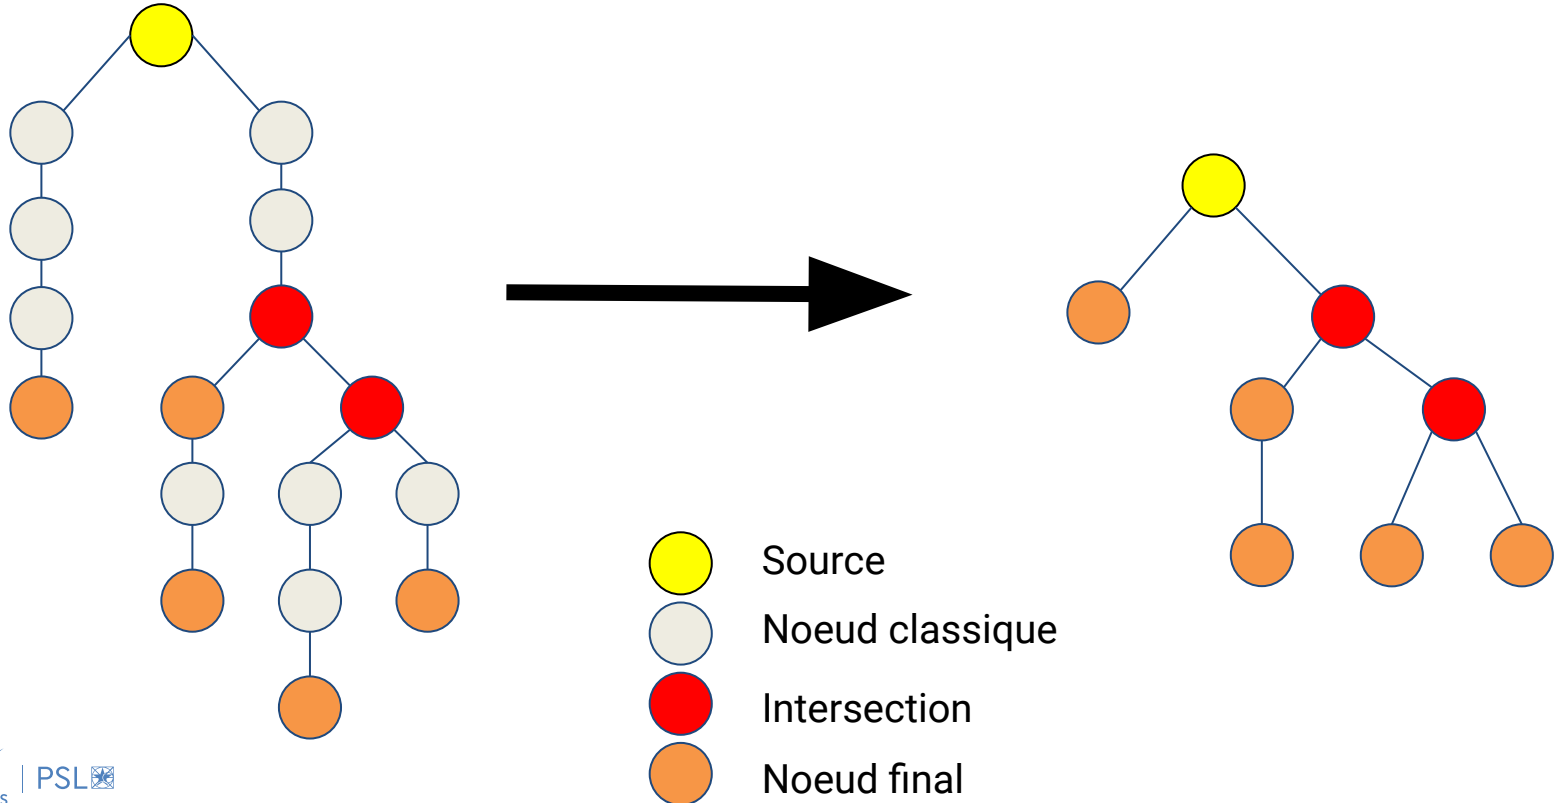 Source
Noeud classique
Intersection
Noeud final
PSL